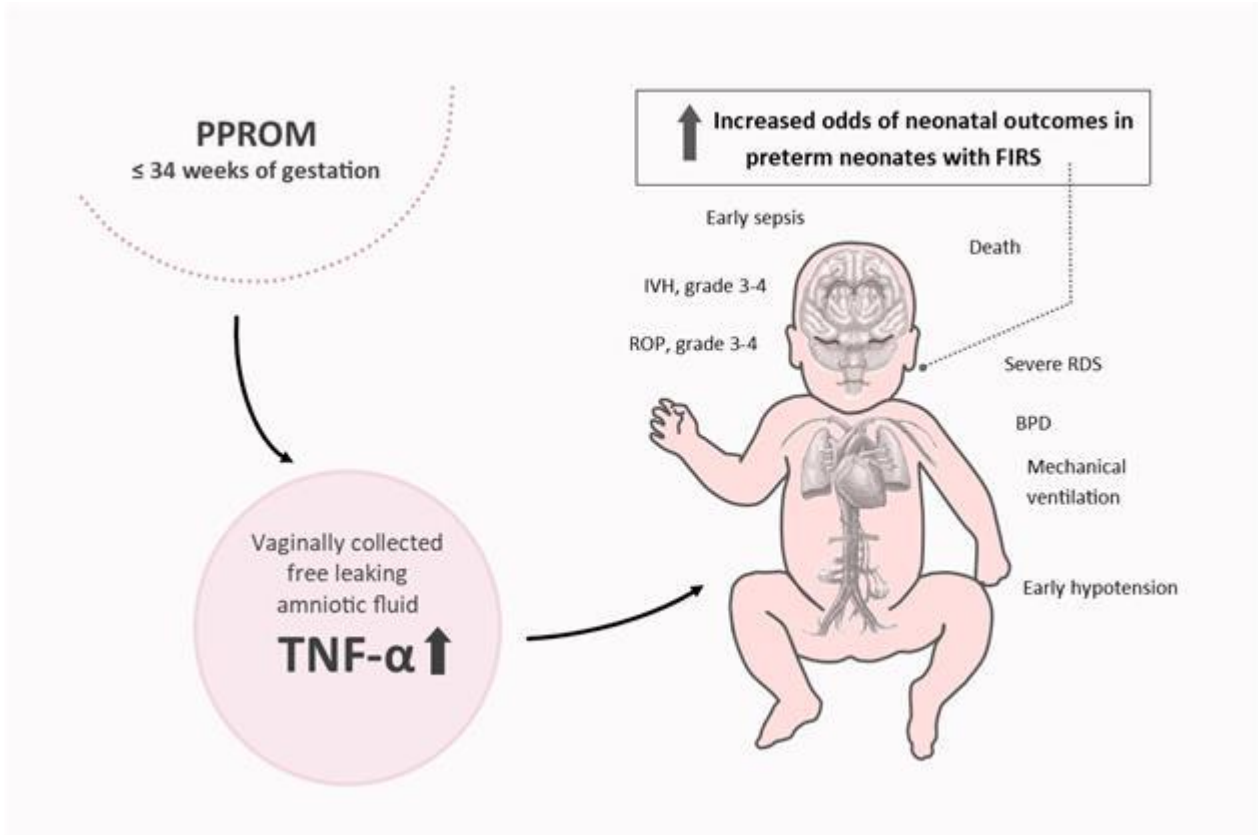 PPROM
≤ 34 weeks of gestation
Vaginally collected
free leaking
amniotic fluid
TNF-α
Increased odds of neonatal outcomes in
preterm neonates with FIRS
Early sepsis
Death
IVH, grade 3-4
ROP, grade 3-4
Severe RDS
BPD
Mechanical
ventilation
Early hypotension